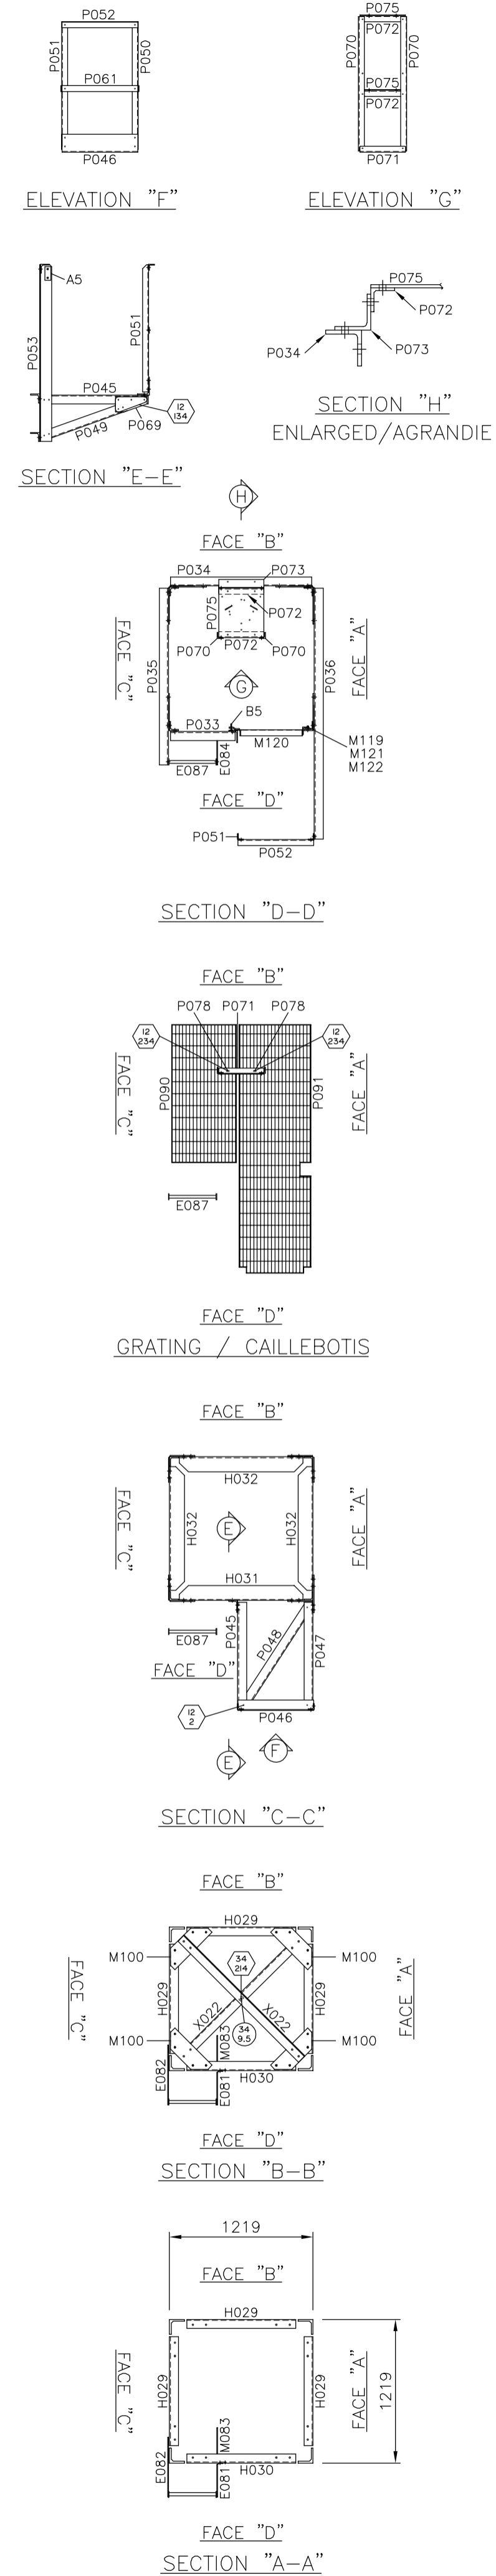 P052
P051
P050
P061
P046
ELEVATION "F"
P075
P072
P070
P070
P075
P072
P071
ELEVATION "G"
A5
P053
P051
P045
P049
P069
12
134
SECTION "E-E"
P075
P072
P034
P073
SECTION "H"
ENLARGED/AGRANDIE
H
FACE "B"
P034
P073
P075
P072
P070
P072
P070
FACE "C"
P035
P036
FACE "A"
G
B5
P033
M120
M119
M121
M122
E084
E087
FACE "D"
P051
P052
SECTION "D-D"
FACE "B"
P078
P071
P078
12
234
12
234
FACE "C"
P090
P091
FACE "A"
E087
FACE "D"
GRATING / CAILLEBOTIS
FACE "B"
H032
FACE "C"
H032
E
H032
FACE "A"
H031
E087
P045
P048
P047
FACE "D"
12
2
P046
E
F
SECTION "C-C"
FACE "B"
H029
M100
34
214
M100
FACE "C"
H029
X022
X022
H029
FACE "A"
34
9.5
M100
M083
M100
E082
E081
H030
FACE "D"
SECTION "B-B"
1219
FACE "B"
H029
FACE "C"
H029
H029
FACE "A"
1219
M083
E082
E081
H030
FACE "D"
SECTION "A-A"